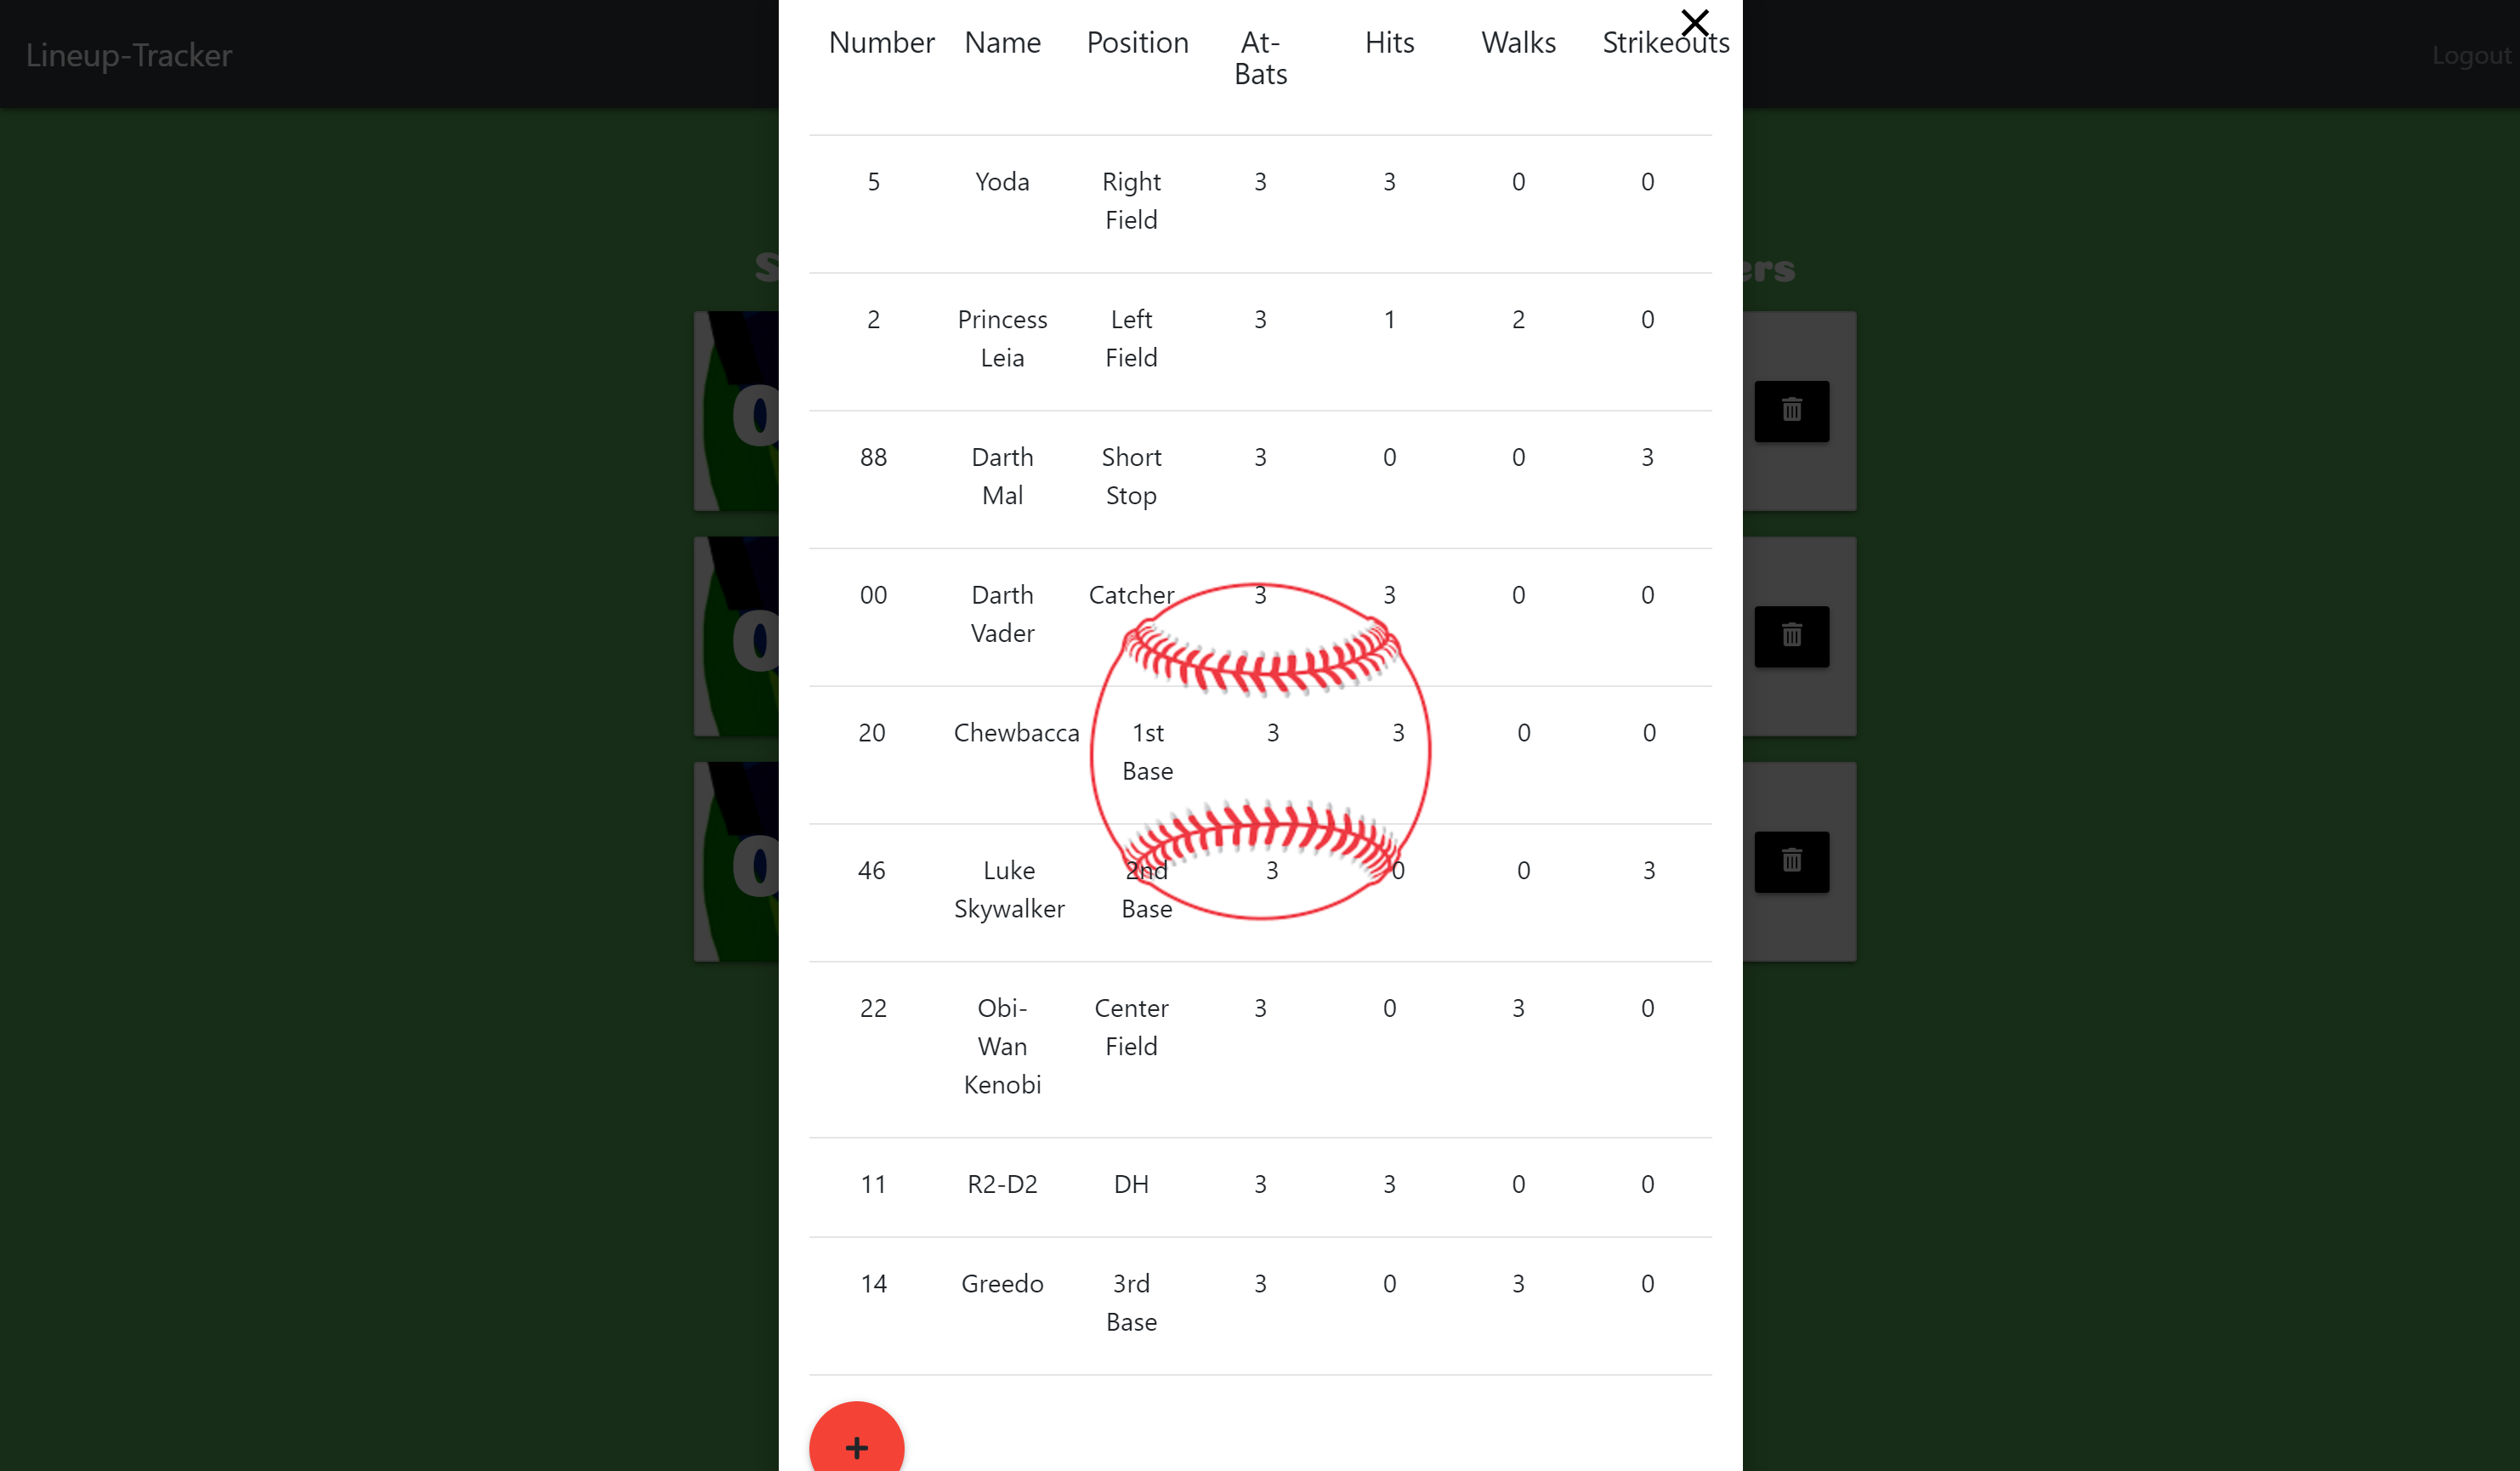 Lineup-Tracker
Logout
Number Name Position At- Hits Walks Strikeouts
Bats
5 Yoda Right 3 3 0 0
Field
2 Princess Left 3 1 2 0
Leia Field
88 Darth Short 3 0 0 3
Mal Stop
00 Darth Catcher 3 3 0 0
Vader
20 Chewbacca 1st 3 3 0 0
Base
46 Luke 2nd 3 0 0 3
Skywalker Base
22 Obi- Center 3 0 3 0
Wan Field
Kenobi
11 R2-D2 DH 3 3 0 0
14 Greedo 3rd 3 0 3 0
Base
+